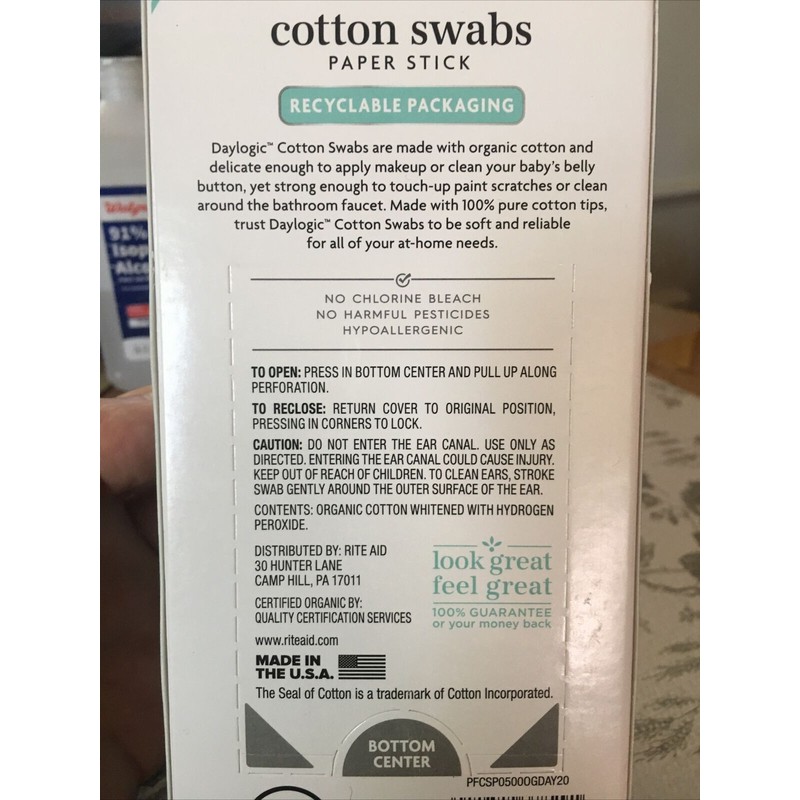 cotton swabs
PAPER STICK
RECYCLABLE PACKAGING
Daylogic™ Cotton Swabs are made with organic cotton and
delicate enough to apply makeup or clean your baby's belly
button, yet strong enough to touch-up paint scratches or clean
around the bathroom faucet. Made with 100% pure cotton tips,
trust Daylogic™ Cotton Swabs to be soft and reliable
for all of your at-home needs.
NO CHLORINE BLEACH
NO HARMFUL PESTICIDES
HYPOALLERGENIC
TO OPEN: PRESS IN BOTTOM CENTER AND PULL UP ALONG
PERFORATION.
TO RECLOSE: RETURN COVER TO ORIGINAL POSITION,
PRESSING IN CORNERS TO LOCK.
CAUTION: DO NOT ENTER THE EAR CANAL. USE ONLY AS
DIRECTED. ENTERING THE EAR CANAL COULD CAUSE INJURY.
KEEP OUT OF REACH OF CHILDREN. TO CLEAN EARS, STROKE
SWAB GENTLY AROUND THE OUTER SURFACE OF THE EAR.
CONTENTS: ORGANIC COTTON WHITENED WITH HYDROGEN
PEROXIDE.
DISTRIBUTED BY: RITE AID
30 HUNTER LANE
CAMP HILL, PA 17011
CERTIFIED ORGANIC BY:
QUALITY CERTIFICATION SERVICES
www.riteaid.com
MADE IN
THE U.S.A.
look great
feel great
100% GUARANTEE
or your money back
The Seal of Cotton is a trademark of Cotton Incorporated.
BOTTOM
CENTER
PFCSP0500OGDAY20
91%